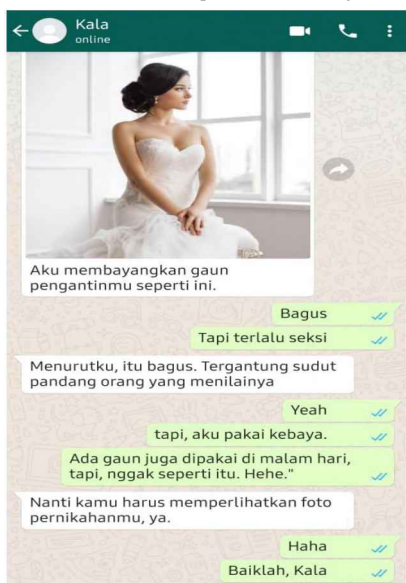 Kala
online
Aku membayangkan gaun
pengantinmu seperti ini.
Bagus
Tapi terlalu seksi
Menurutku, itu bagus. Tergantung sudut
pandang orang yang menilainya
Yeah
tapi, aku pakai kebaya.
Ada gaun juga dipakai di malam hari,
tapi, nggak seperti itu. Hehe."
Nanti kamu harus memperlihatkan foto
pernikahanmu, ya.
Haha
Baiklah, Kala